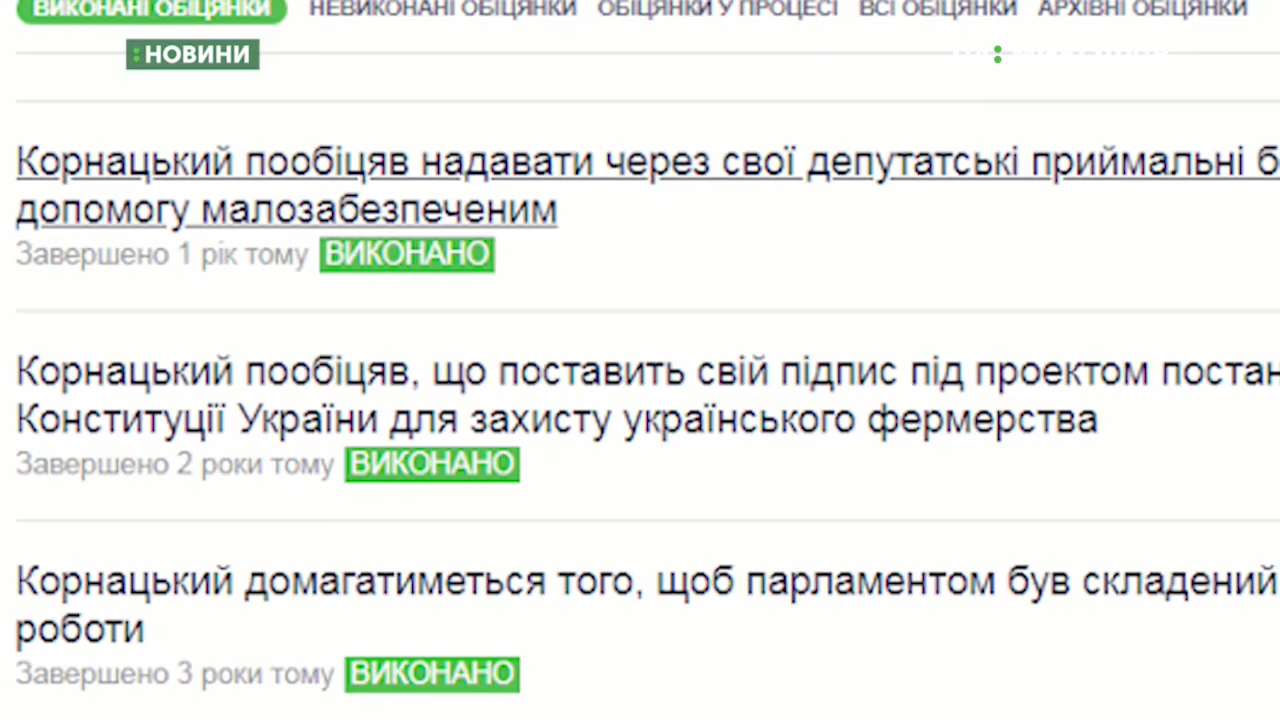 ВИКОНАНІ ОБІЦЯНКИ НЕВИКОНАНІ ОБІЦЯНКИ ОБІЦЯНКИ У ПРОЦЕСІ ВСІ ОБІЦЯНКИ АРХІВНІ ОБІЦЯНКИ
НОВИНИ
Корнацький пообіцяв надавати через свої депутатські приймальні б
допомогу малозабезпеченим
Завершено 1 рік тому ВИКОНАНО
Корнацький пообіцяв, що поставить свій підпис під проектом постан
Конституції України для захисту українського фермерства
Завершено 2 роки тому ВИКОНАНО
Корнацький домагатиметься того, щоб парламентом був складений
роботи
Завершено 3 роки тому ВИКОНАНО